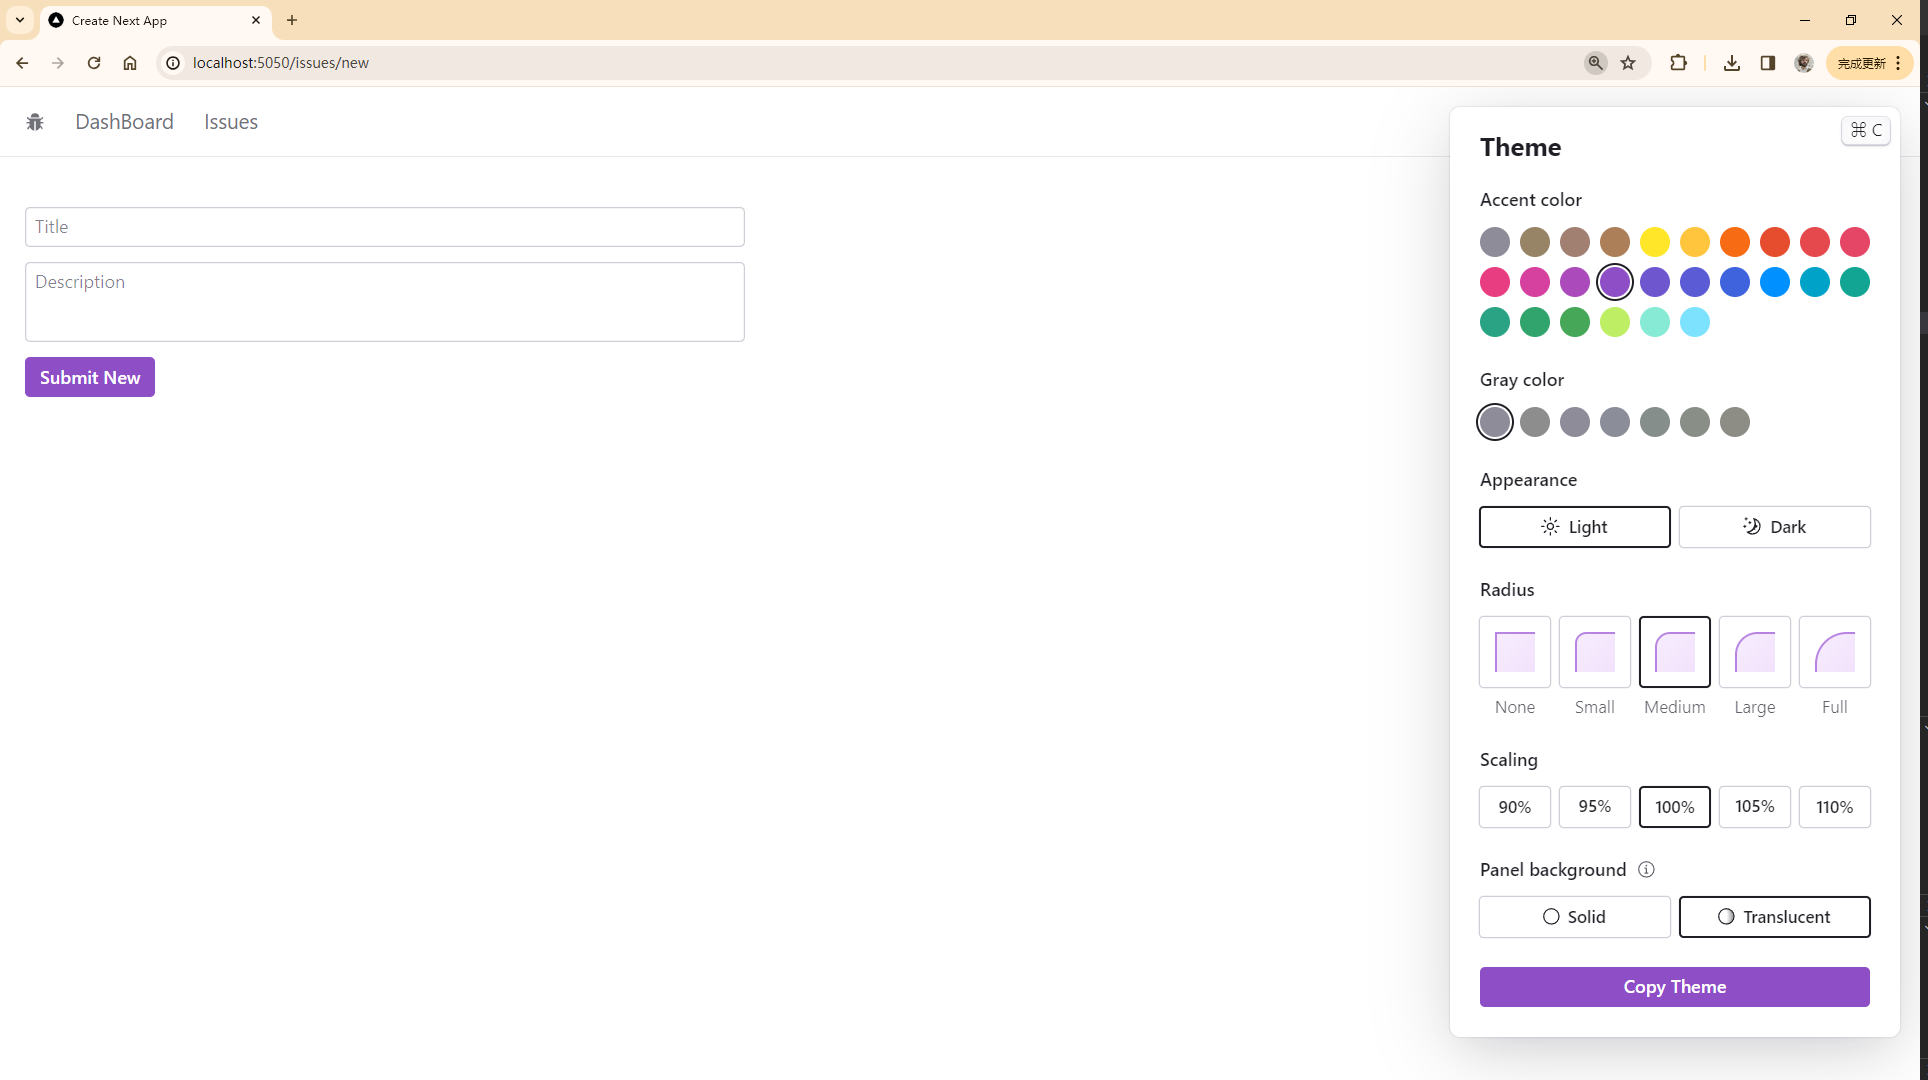 Create Next App
localhost:5050/issues/new
完成更新
DashBoard Issues
Title
Description
Submit New
⌘ C
Theme
Accent color
Gray color
Appearance
Light Dark
Radius
None Small Medium Large Full
Scaling
90% 95% 100% 105% 110%
Panel background
Solid Translucent
Copy Theme